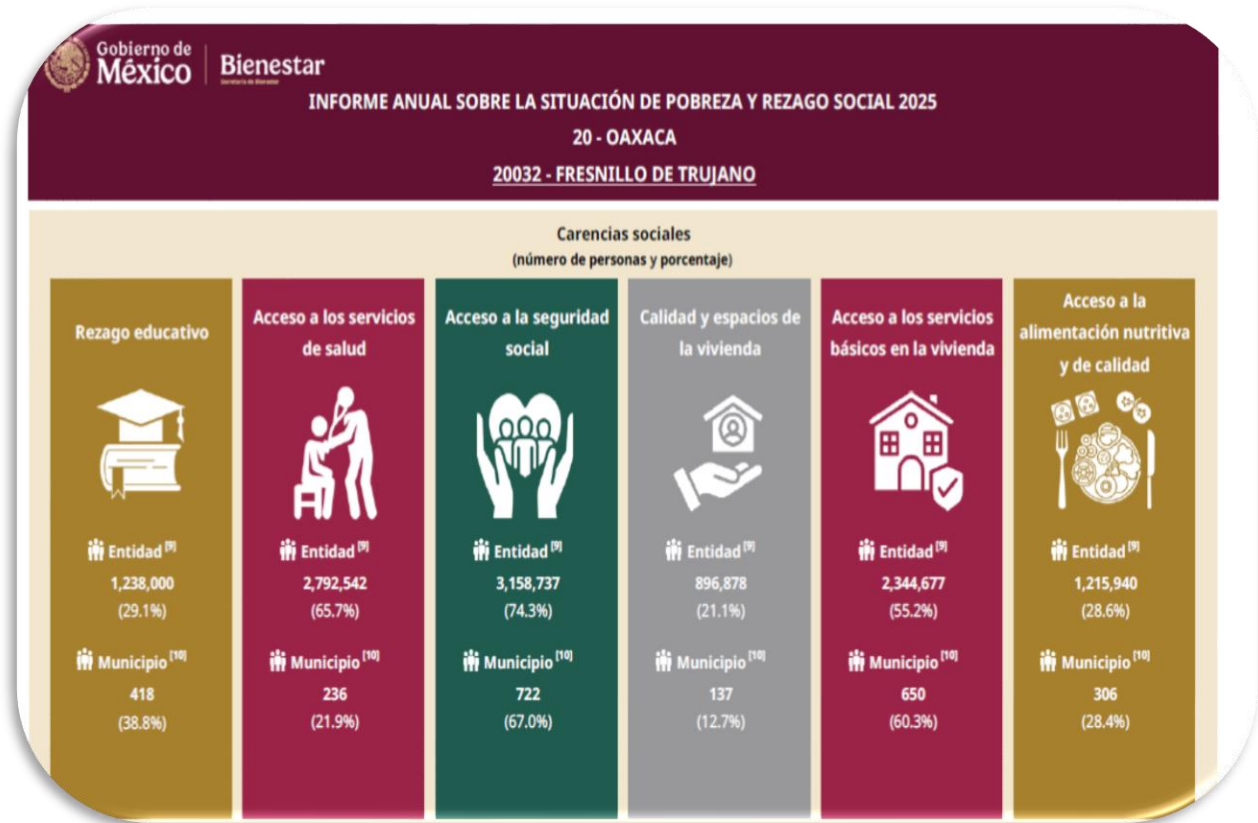 Gobierno de
México
Bienestar
Secretaría de Bienestar
INFORME ANUAL SOBRE LA SITUACIÓN DE POBREZA Y REZAGO SOCIAL 2025
20 - OAXACA
20032 - FRESNILLO DE TRUJANO
Carencias sociales
(número de personas y porcentaje)
Rezago educativo
Entidad [9]
1,238,000
(29.1%)
Municipio [10]
418
(38.8%)
Acceso a los servicios
de salud
Entidad [9]
2,792,542
(65.7%)
Municipio [10]
236
(21.9%)
Acceso a la seguridad
social
Entidad [9]
3,158,737
(74.3%)
Municipio [10]
722
(67.0%)
Calidad y espacios de
la vivienda
Entidad [9]
896,878
(21.1%)
Municipio [10]
137
(12.7%)
Acceso a los servicios
básicos en la vivienda
Entidad [9]
2,344,677
(55.2%)
Municipio [10]
650
(60.3%)
Acceso a la
alimentación nutritiva
y de calidad
Entidad [9]
1,215,940
(28.6%)
Municipio [10]
306
(28.4%)